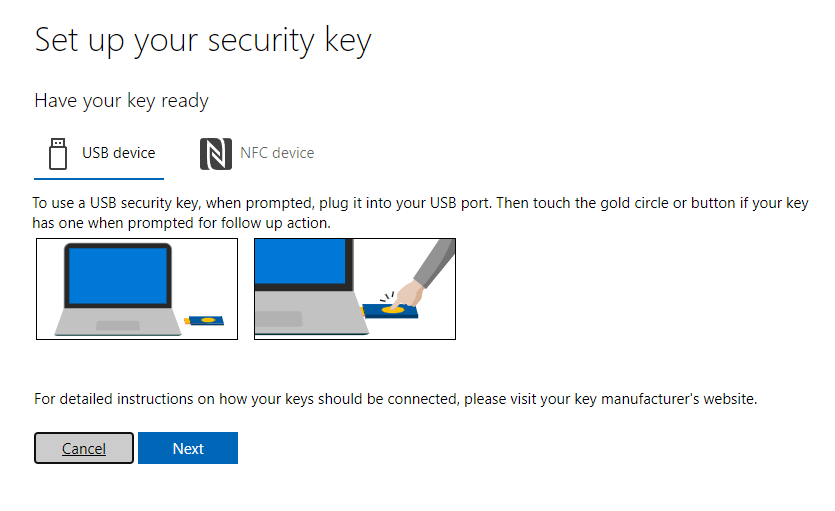 Set up your security key
Have your key ready
USB device
NFC device
To use a USB security key, when prompted, plug it into your USB port. Then touch the gold circle or button if your key
has one when prompted for follow up action.
For detailed instructions on how your keys should be connected, please visit your key manufacturer's website.
Cancel
Next